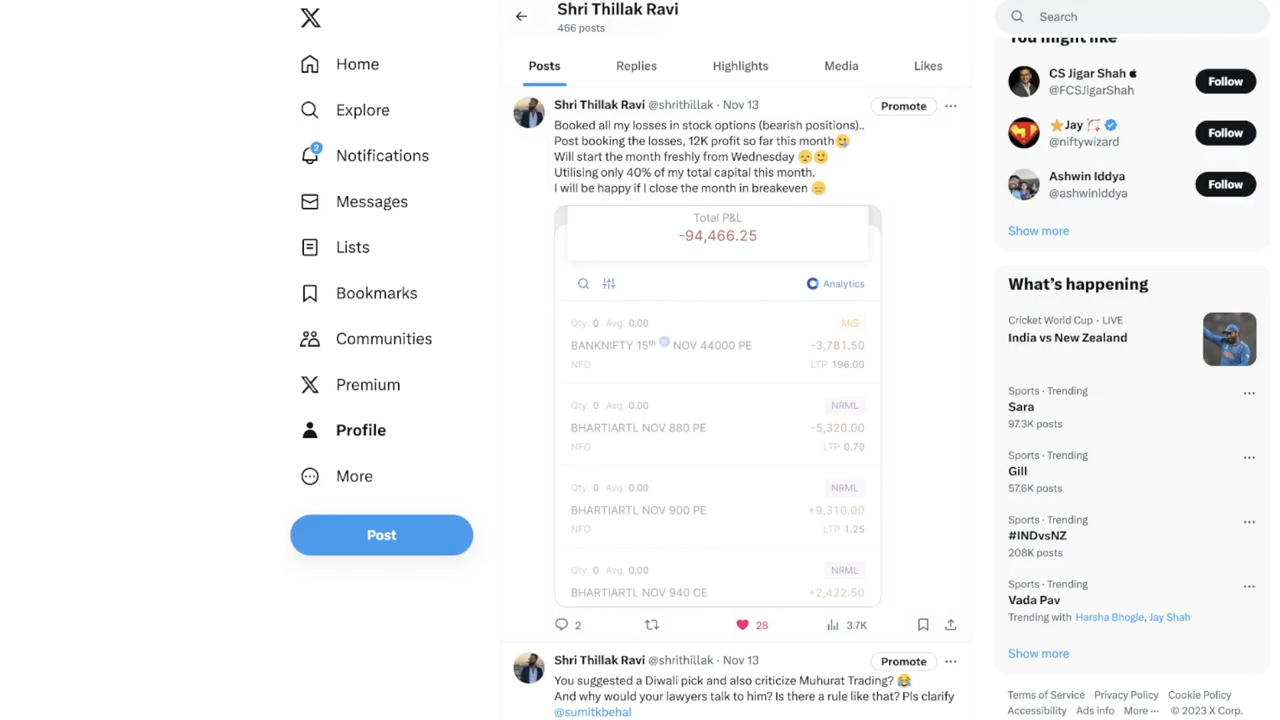 Home
Explore
2
Notifications
Messages
Lists
Bookmarks
Communities
Premium
Profile
More
Post
Shri Thillak Ravi
466 posts
Posts Replies Highlights Media Likes
Shri Thillak Ravi @shrithillak · Nov 13
Promote
Booked all my losses in stock options (bearish positions)..
Post booking the losses, 12K profit so far this month🥲
Will start the month freshly from Wednesday 😞🙂
Utilising only 40% of my total capital this month.
I will be happy if I close the month in breakeven 😑
Total P&L
-94,466.25
Analytics
Qty. 0 Avg. 0.00 MIS
BANKNIFTY 15th NOV 44000 PE -3,781.50
NFO LTP 196.00
Qty. 0 Avg. 0.00 NRML
BHARTIARTL NOV 880 PE -5,320.00
NFO LTP 0.70
Qty. 0 Avg. 0.00 NRML
BHARTIARTL NOV 900 PE +9,310.00
NFO LTP 1.25
Qty. 0 Avg. 0.00 NRML
BHARTIARTL NOV 940 CE +2,422.50
2 28 3.7K
Shri Thillak Ravi @shrithillak · Nov 13
Promote
You suggested a Diwali pick and also criticize Muhurat Trading? 😂
And why would your lawyers talk to him? Is there a rule like that? Pls clarify
@sumitkbehal
Search
You might like
CS Jigar Shah
@FCSJigarShah
Follow
⭐Jay 🏹
@niftywizard
Follow
Ashwin Iddya
@ashwiniddya
Follow
Show more
What's happening
Cricket World Cup · LIVE
India vs New Zealand
Sports · Trending
Sara
97.3K posts
Sports · Trending
Gill
57.6K posts
Sports · Trending
#INDvsNZ
208K posts
Sports · Trending
Vada Pav
Trending with Harsha Bhogle, Jay Shah
Show more
Terms of Service Privacy Policy Cookie Policy
Accessibility Ads info More ··· © 2023 X Corp.